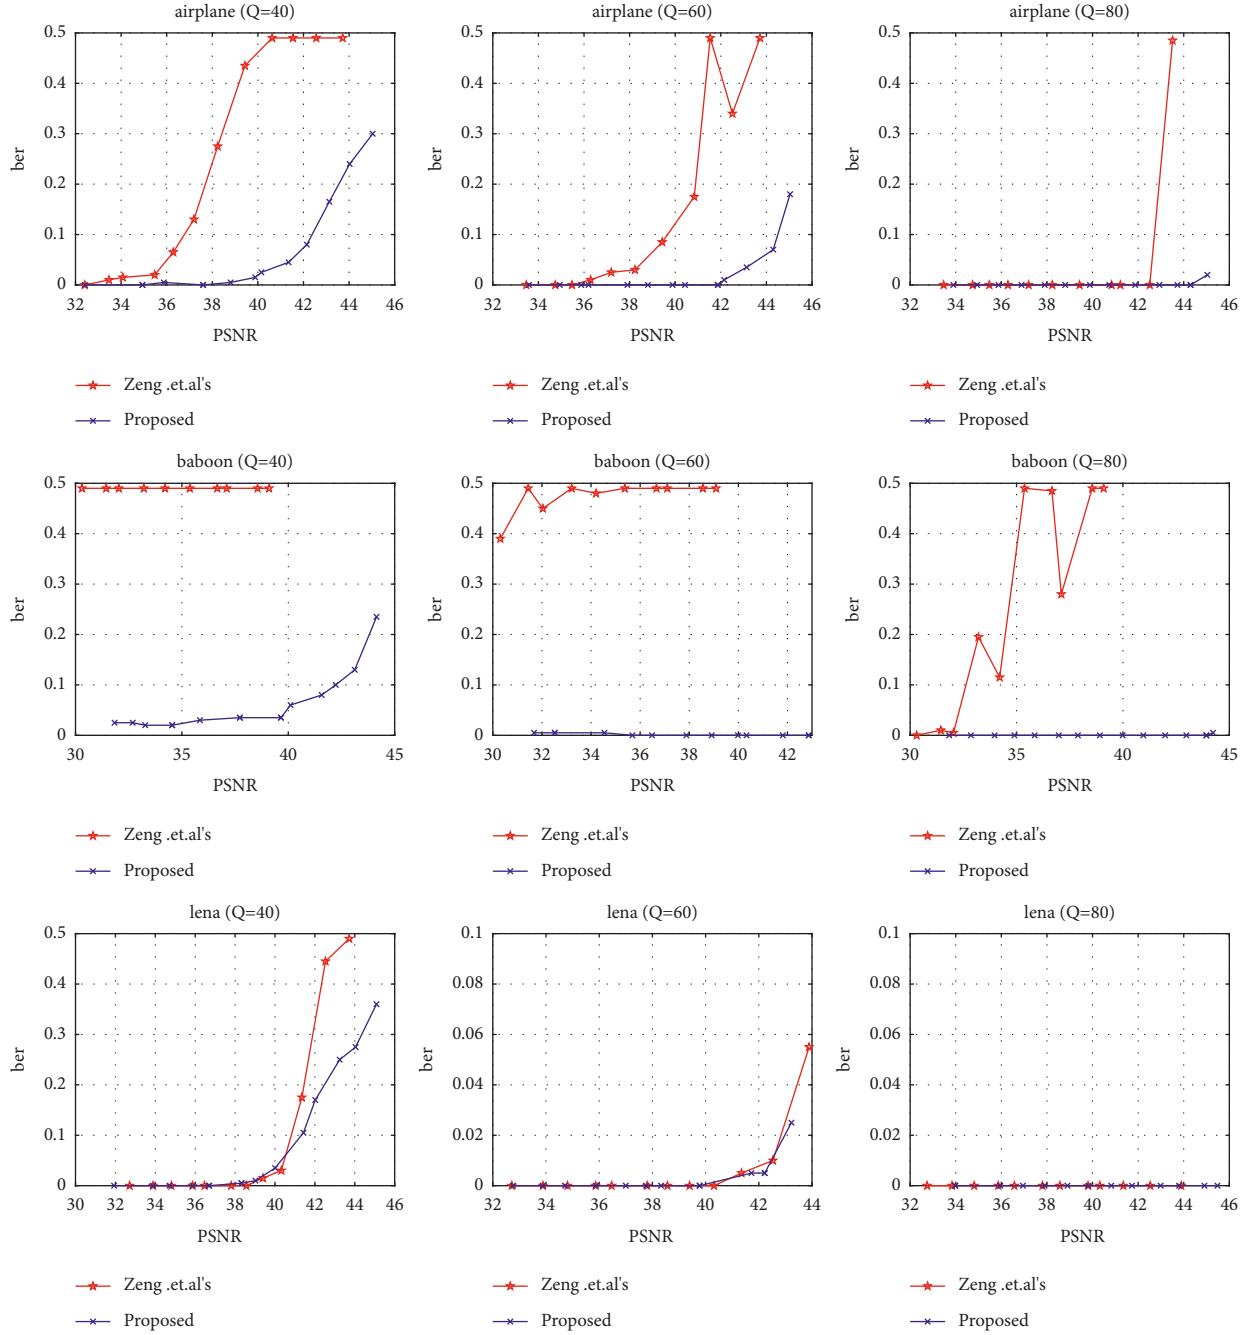 airplane (Q=40)
0.5
0.4
0.3
0.2
0.1
0
ber
32 34 36 38 40 42 44 46
PSNR
Zeng .et.al's
Proposed
airplane (Q=60)
0.5
0.4
0.3
0.2
0.1
0
ber
32 34 36 38 40 42 44 46
PSNR
Zeng .et.al's
Proposed
airplane (Q=80)
0.5
0.4
0.3
0.2
0.1
0
ber
32 34 36 38 40 42 44 46
PSNR
Zeng .et.al's
Proposed
baboon (Q=40)
0.5
0.4
0.3
0.2
0.1
0
ber
30 35 40 45
PSNR
Zeng .et.al's
Proposed
baboon (Q=60)
0.5
0.4
0.3
0.2
0.1
0
ber
30 32 34 36 38 40 42
PSNR
Zeng .et.al's
Proposed
baboon (Q=80)
0.5
0.4
0.3
0.2
0.1
0
ber
30 35 40 45
PSNR
Zeng .et.al's
Proposed
lena (Q=40)
0.5
0.4
0.3
0.2
0.1
0
ber
30 32 34 36 38 40 42 44 46
PSNR
Zeng .et.al's
Proposed
lena (Q=60)
0.1
0.08
0.06
0.04
0.02
0
ber
32 34 36 38 40 42 44
PSNR
Zeng .et.al's
Proposed
lena (Q=80)
0.1
0.08
0.06
0.04
0.02
0
ber
32 34 36 38 40 42 44 46
PSNR
Zeng .et.al's
Proposed